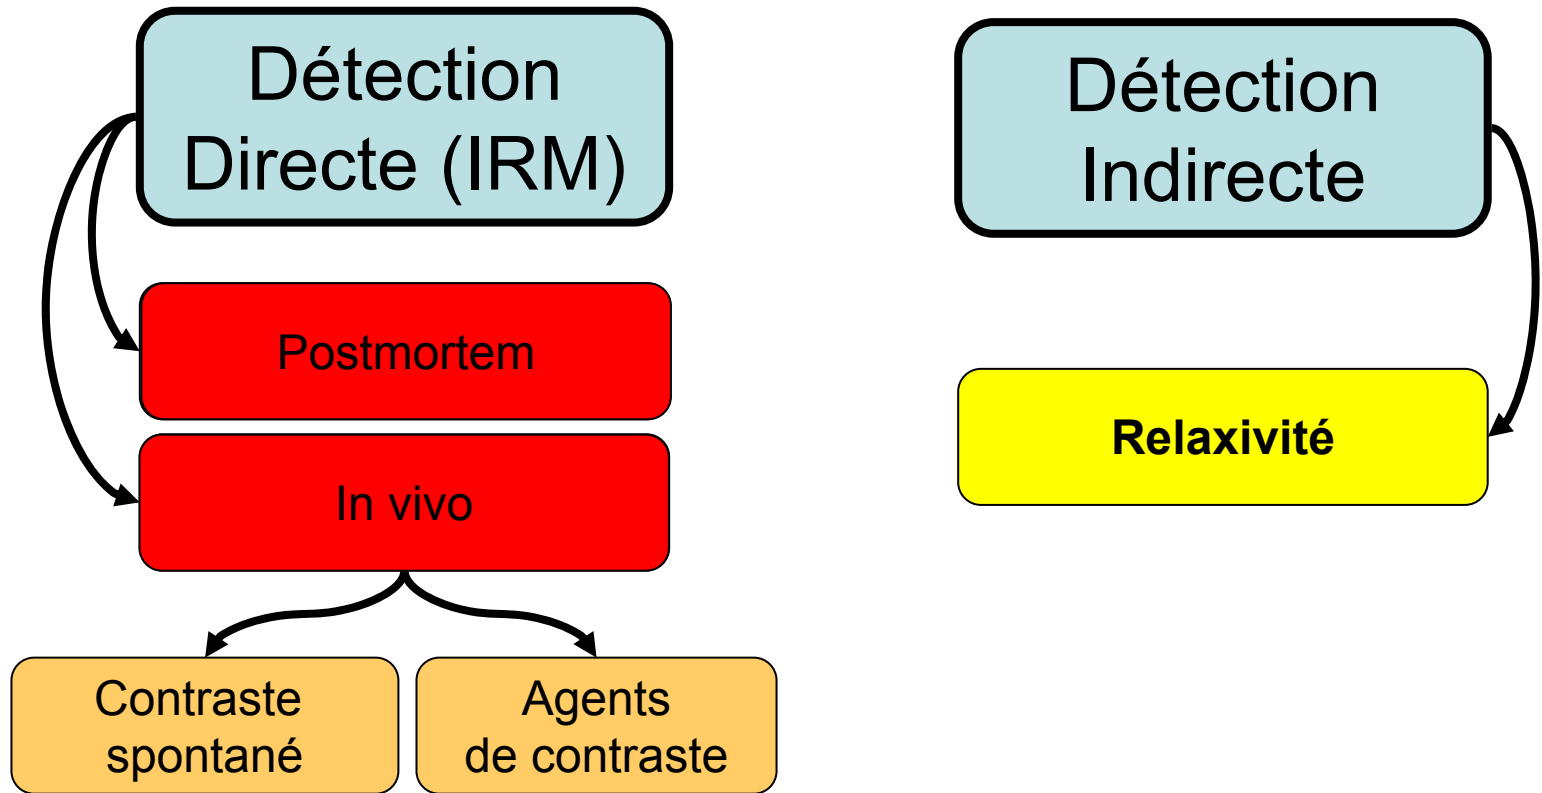 Détection
Directe (IRM)
Postmortem
In vivo
Contraste
spontané
Agents
de contraste
Détection
Indirecte
Relaxivité